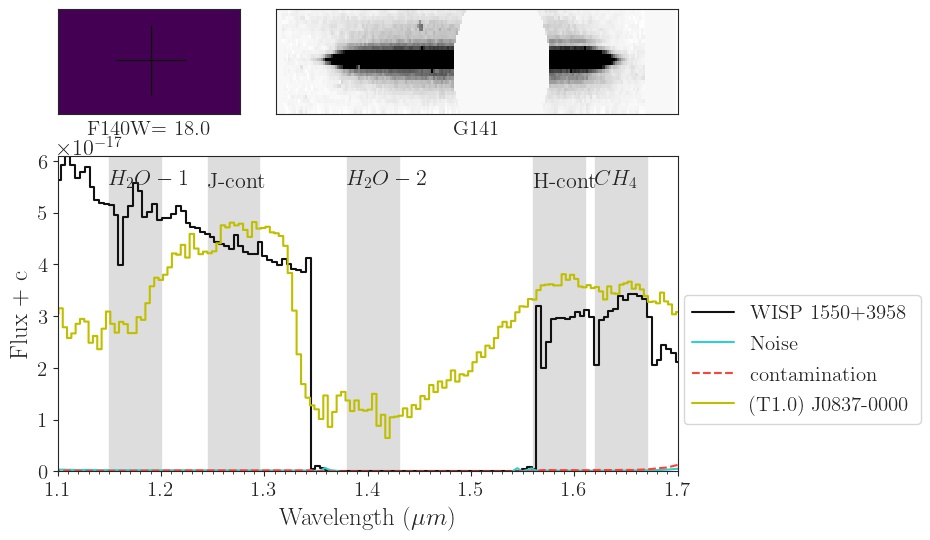 F140W= 18.0
G141
×10⁻¹⁷
H₂O − 1
J-cont
H₂O − 2
H-cont
CH₄
6
5
4
3
2
1
0
Flux + c
1.1 1.2 1.3 1.4 1.5 1.6 1.7
Wavelength (μm)
WISP 1550+3958
Noise
contamination
(T1.0) J0837-0000